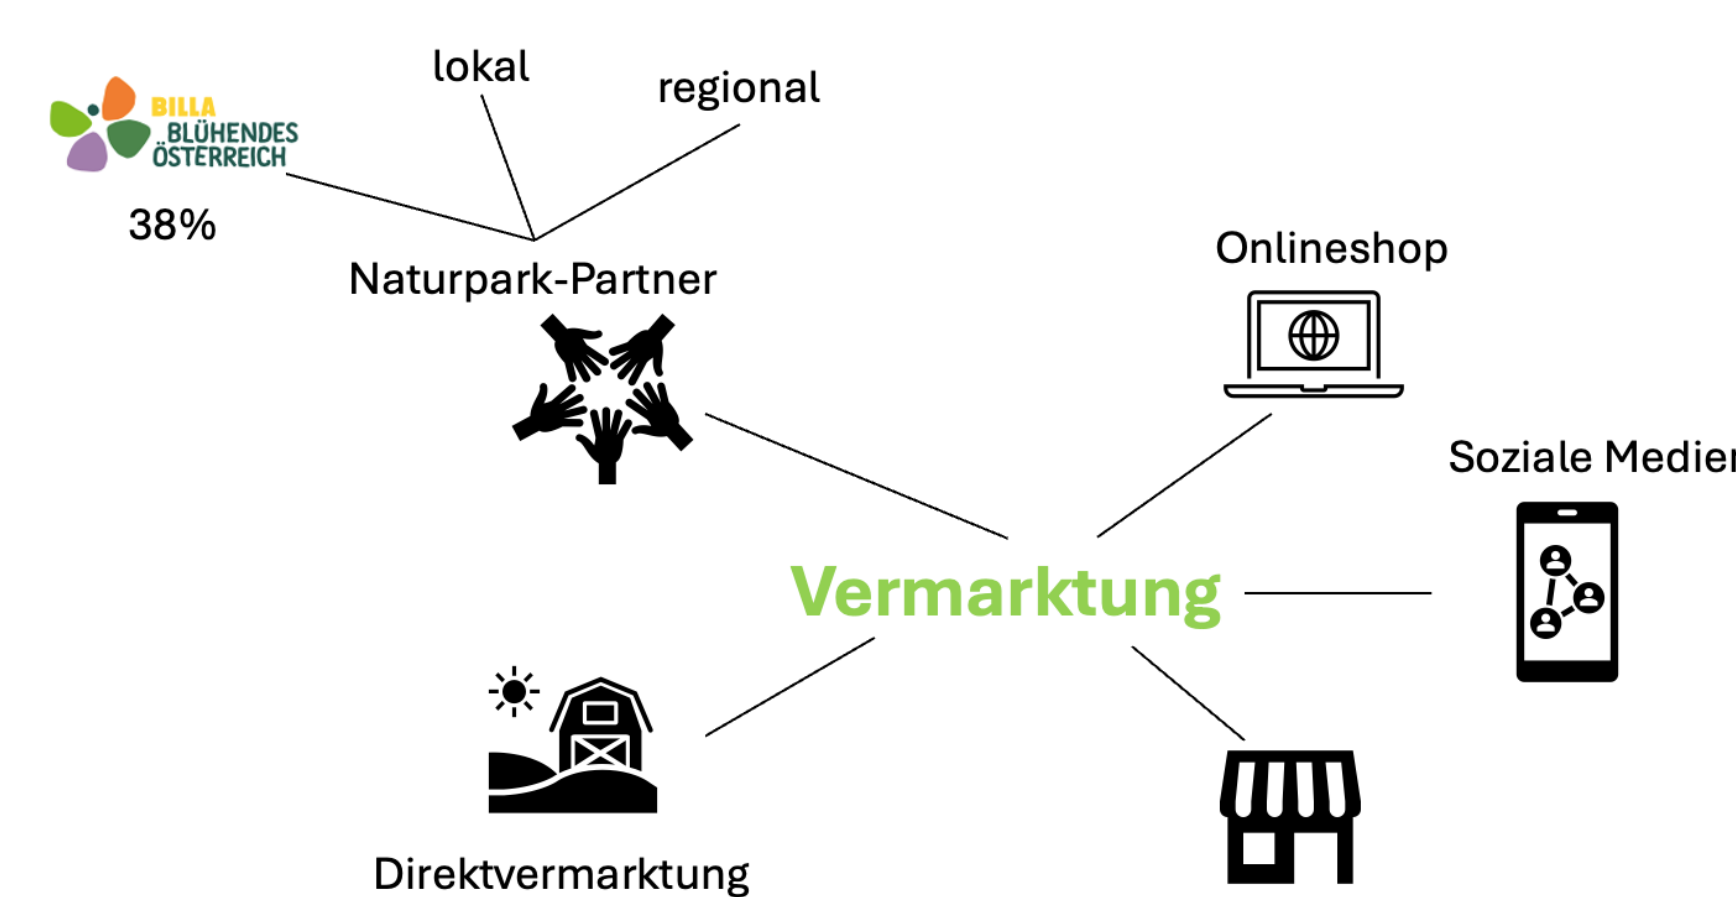 lokal
regional
BILLA
BLÜHENDES
ÖSTERREICH
38%
Naturpark-Partner
Onlineshop
Soziale Medien
Vermarktung
Direktvermarktung